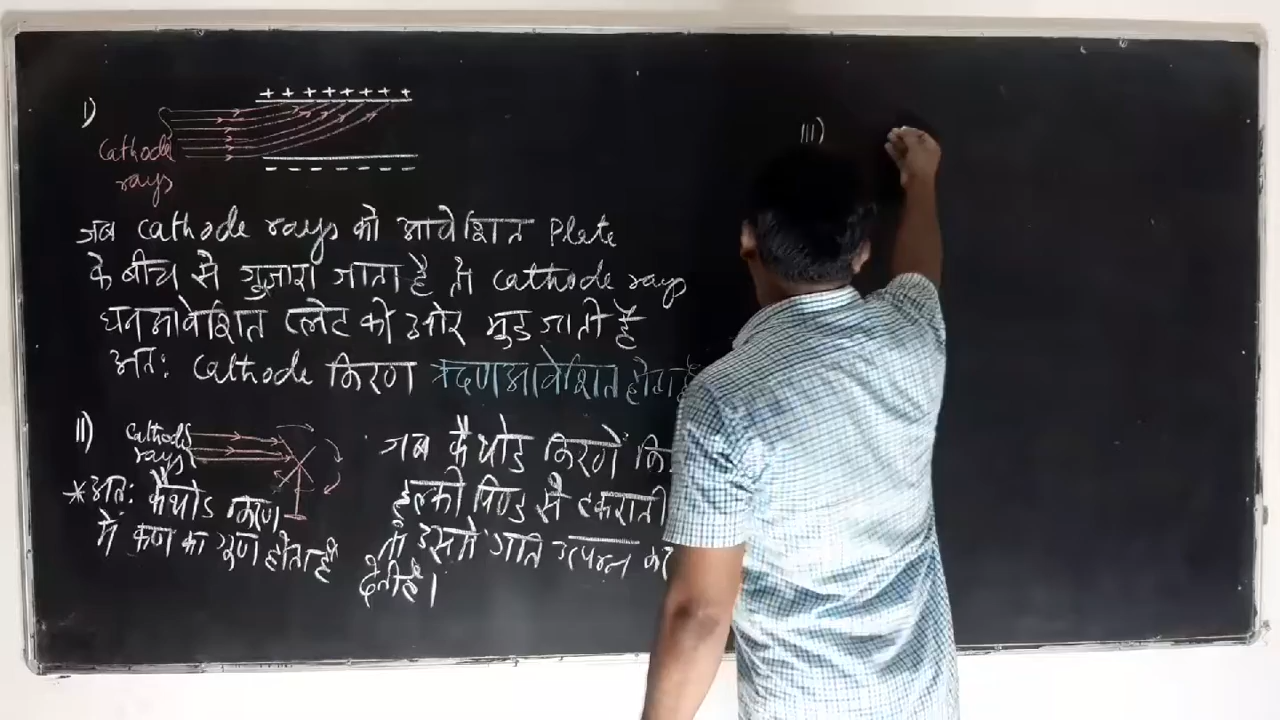 I)
+ + + + + + + +
Cathode
rays
- - - - - - - -
जब cathode rays को आवेशित Plate
के बीच से गुजारा जाता है तो cathode rays
धनआवेशित प्लेट की ओर मुड जाती है
अतः Cathode किरण ऋणआवेशित होता है
II) Cathode
rays
*अतः कैथोड किरण
में कण का गुण होता है
जब कैथोड किरणें कि
हल्की पिण्ड से टकराती
तो उसमें गति उत्पन्न कर
देती है।
III)